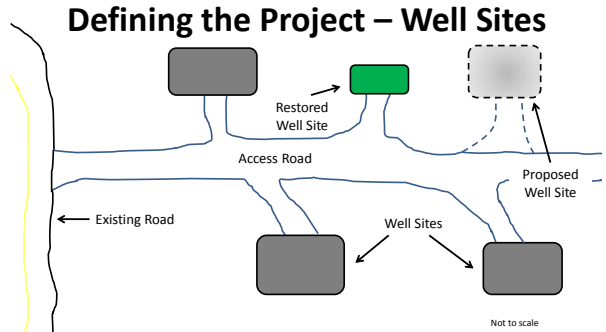 Defining the Project – Well Sites
Restored
Well Site
Access Road
Proposed
Well Site
Existing Road
Well Sites
Not to scale